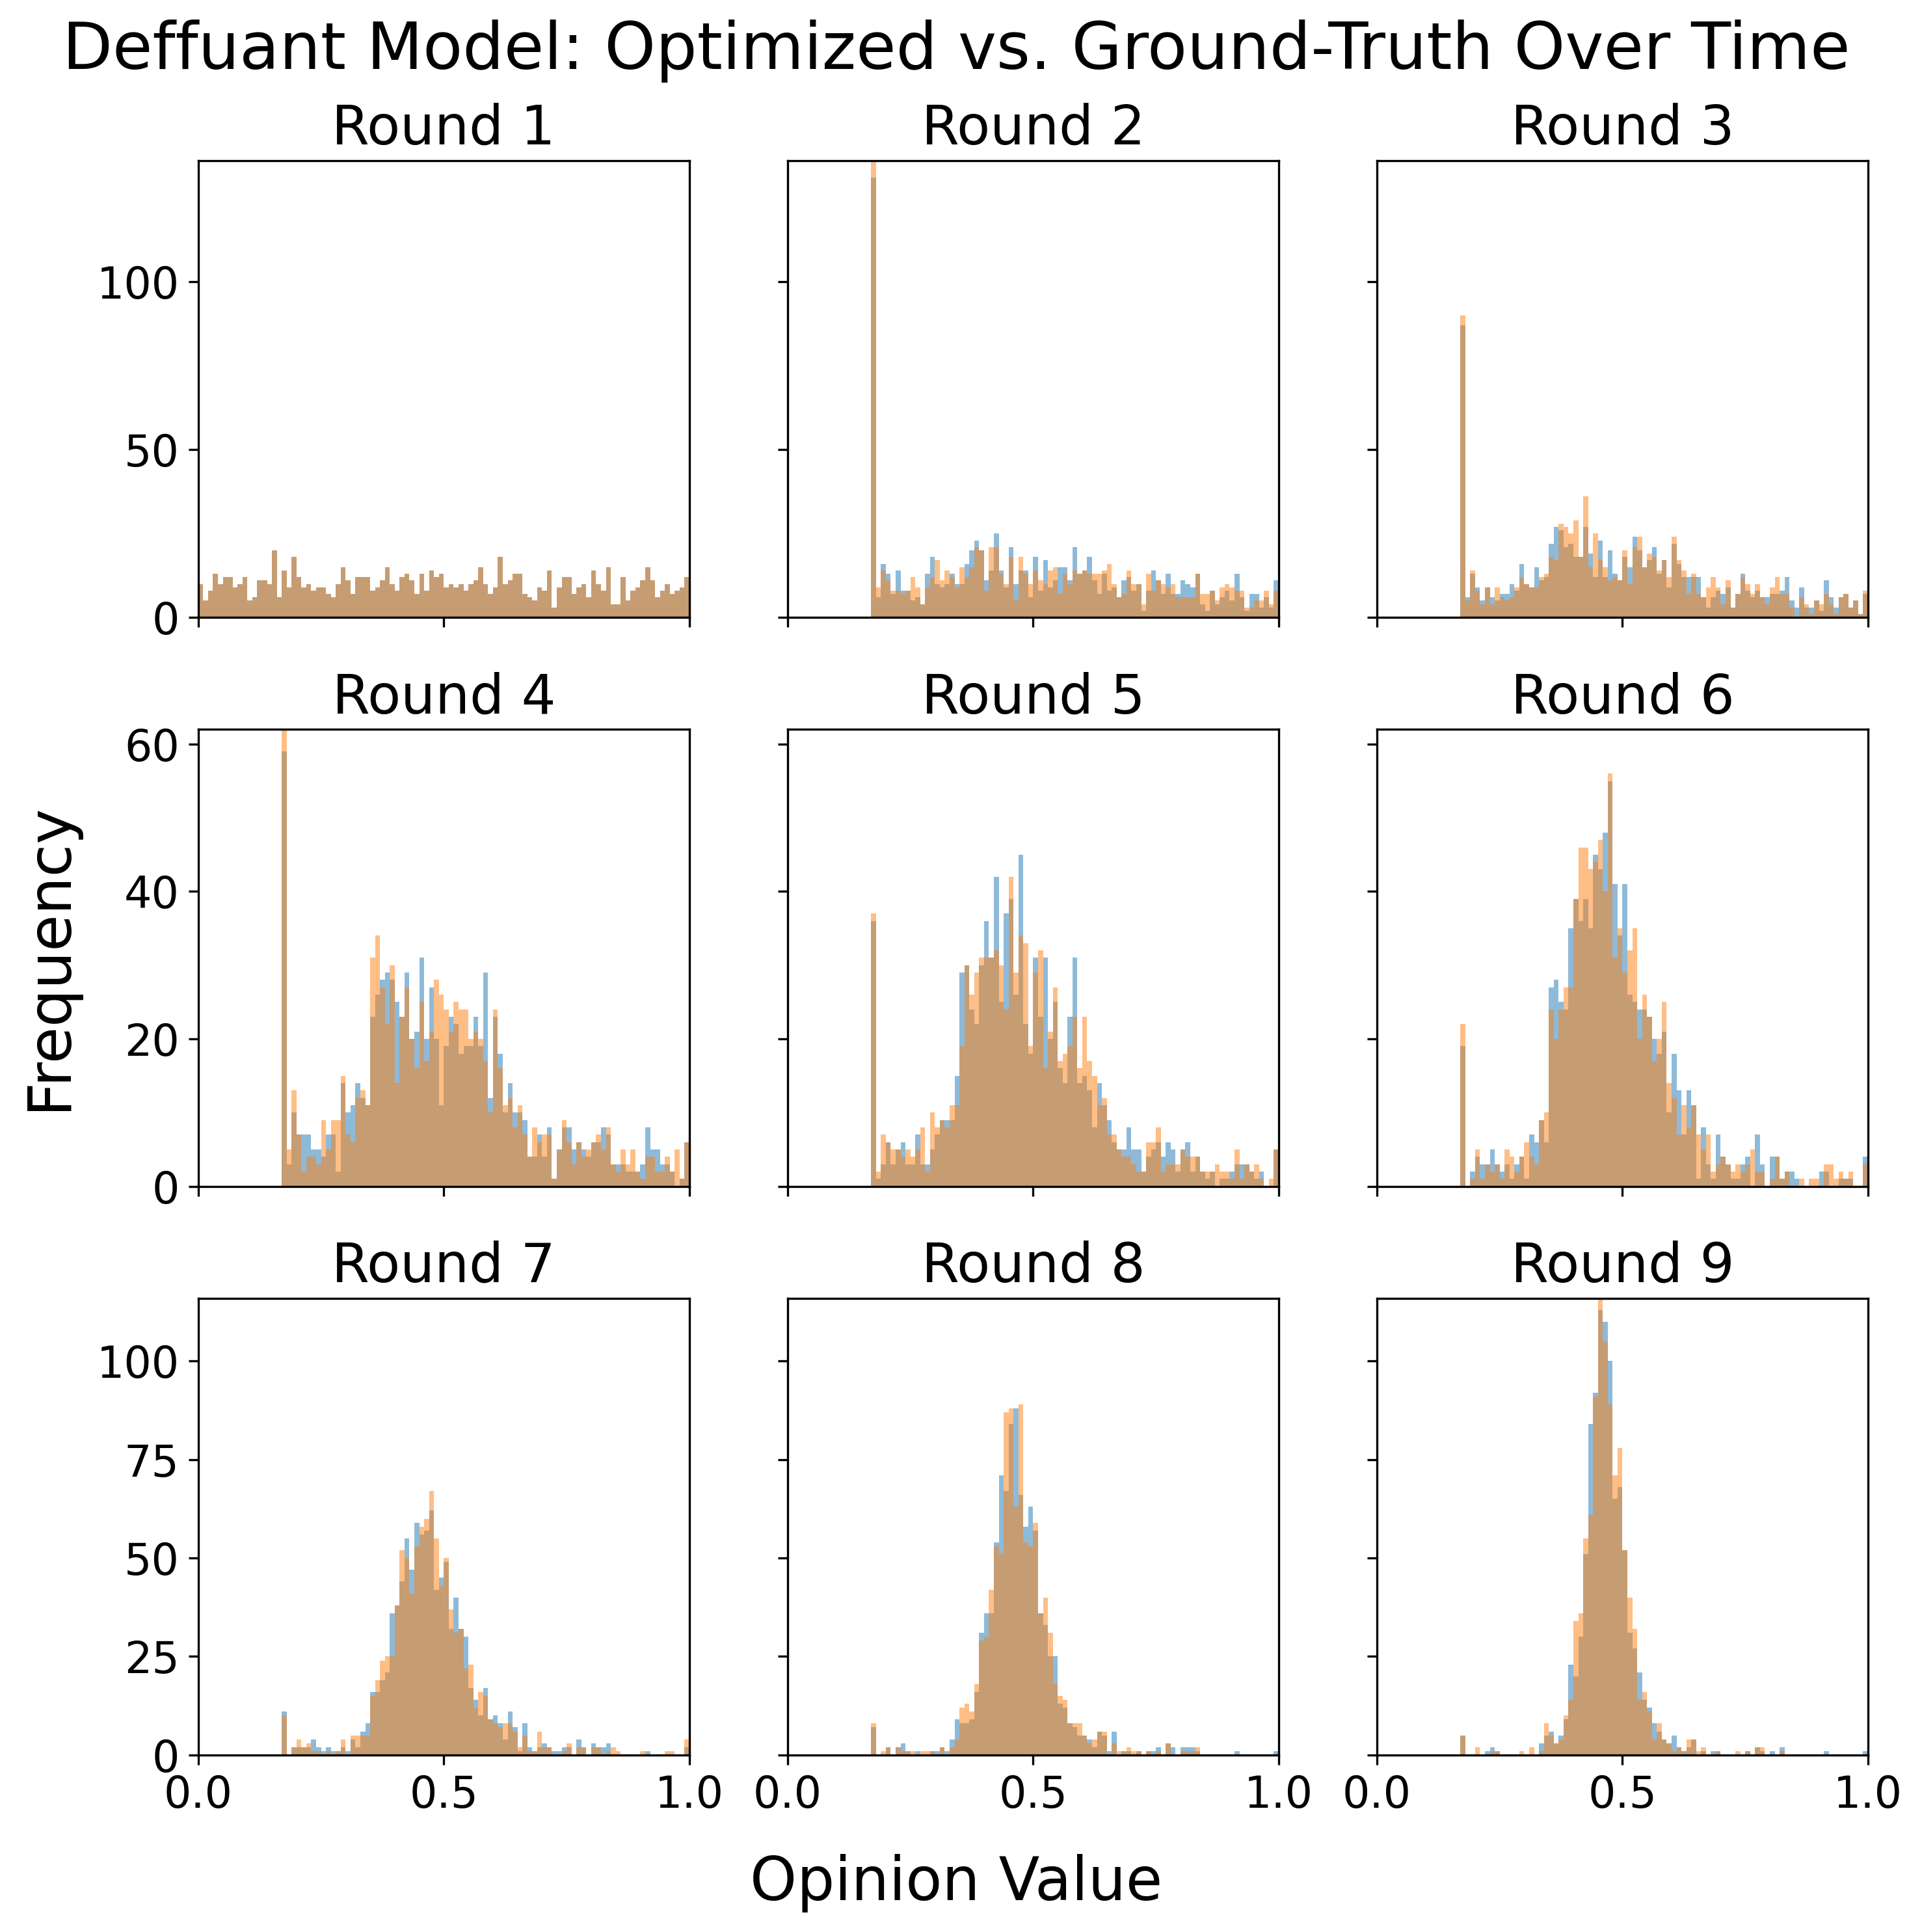 Deffuant Model: Optimized vs. Ground-Truth Over Time
Round 1
Round 2
Round 3
100
50
0
Round 4
Round 5
Round 6
60
40
20
0
Frequency
Round 7
Round 8
Round 9
100
75
50
25
0
0.0 0.5 1.0
0.0 0.5 1.0
0.0 0.5 1.0
Opinion Value